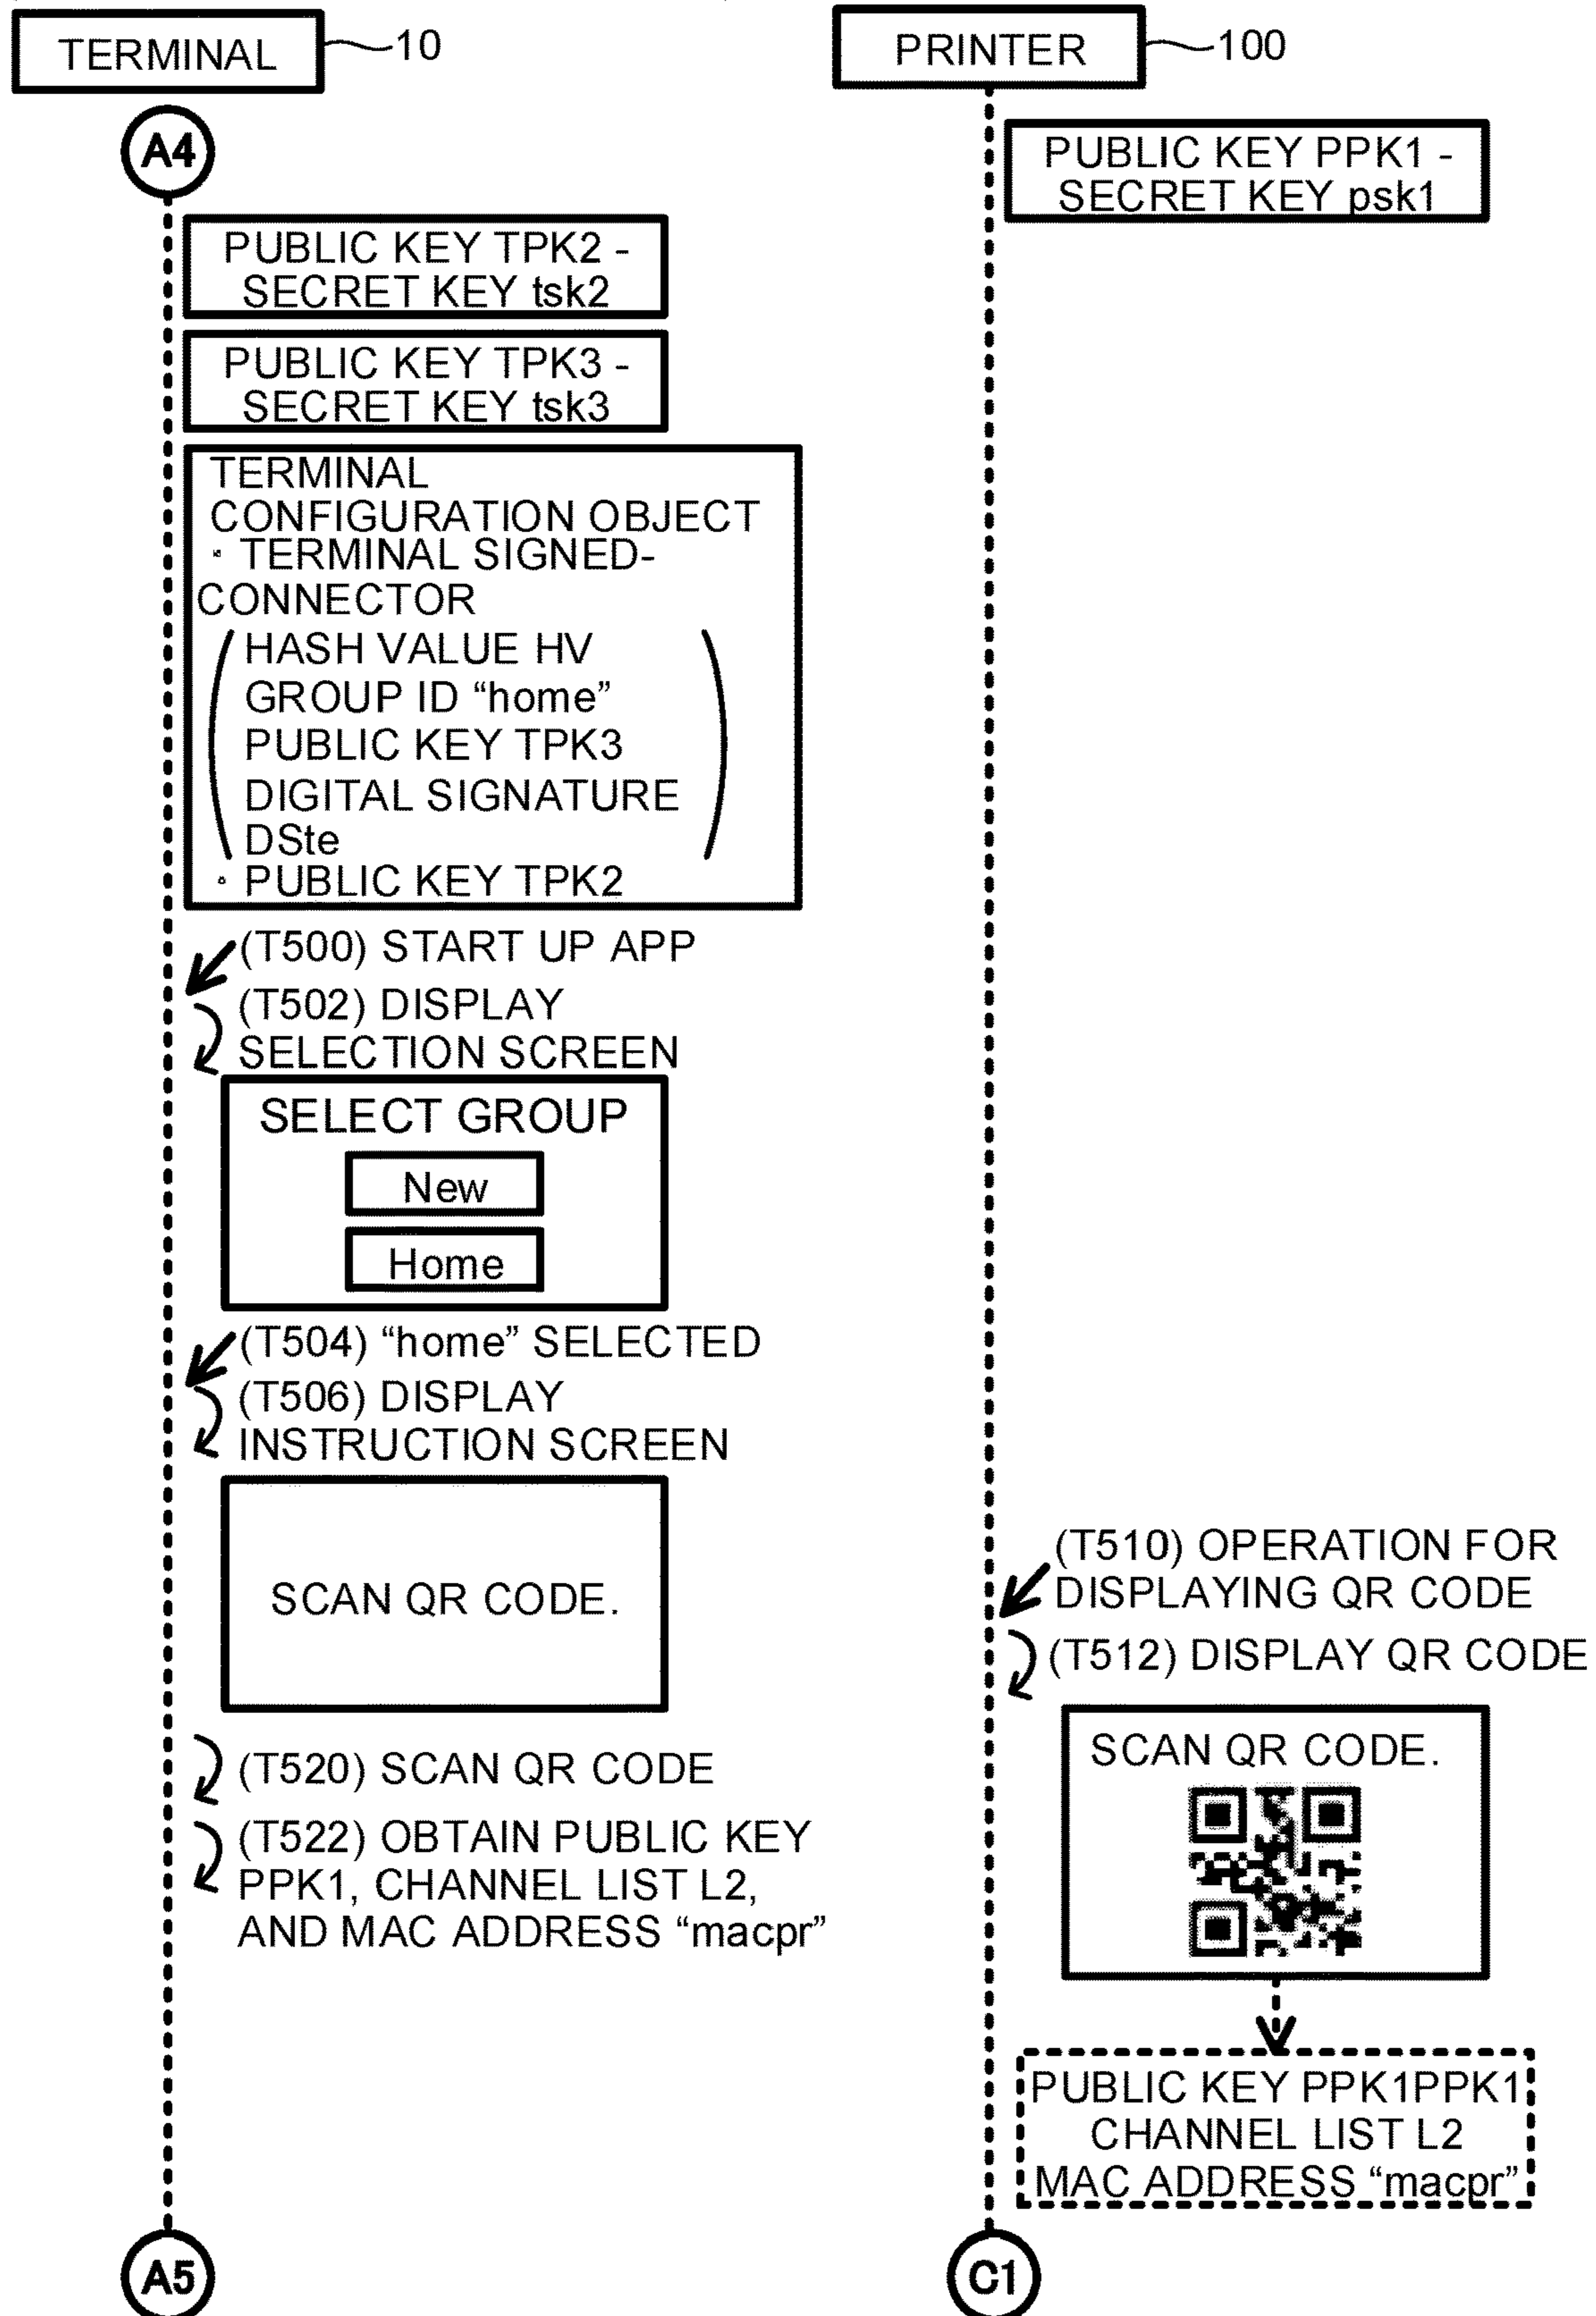 TERMINAL
10
PRINTER
100
A4
PUBLIC KEY PPK1 -
SECRET KEY psk1
PUBLIC KEY TPK2 -
SECRET KEY tsk2
PUBLIC KEY TPK3 -
SECRET KEY tsk3
TERMINAL
CONFIGURATION OBJECT
・TERMINAL SIGNED-
CONNECTOR
HASH VALUE HV
GROUP ID “home”
PUBLIC KEY TPK3
DIGITAL SIGNATURE
DSte
・PUBLIC KEY TPK2
(T500) START UP APP
(T502) DISPLAY
SELECTION SCREEN
SELECT GROUP
New
Home
(T504) “home” SELECTED
(T506) DISPLAY
INSTRUCTION SCREEN
SCAN QR CODE.
(T510) OPERATION FOR
DISPLAYING QR CODE
(T512) DISPLAY QR CODE
SCAN QR CODE.
(T520) SCAN QR CODE
(T522) OBTAIN PUBLIC KEY
PPK1, CHANNEL LIST L2,
AND MAC ADDRESS “macpr”
PUBLIC KEY PPK1PPK1
CHANNEL LIST L2
MAC ADDRESS “macpr”
A5
C1